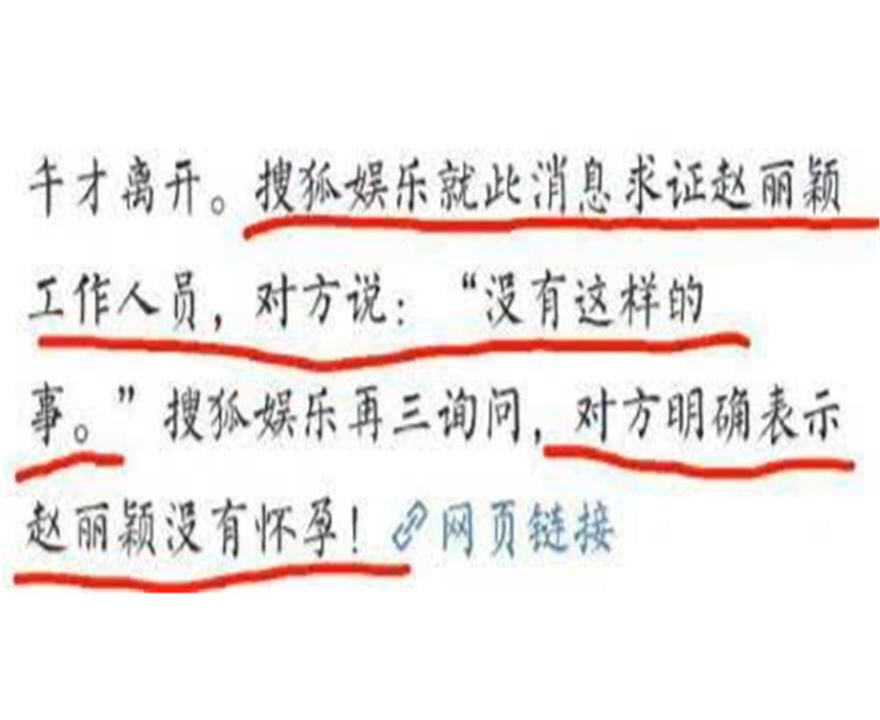 午才离开。搜狐娱乐就此消息求证赵丽颖
工作人员，对方说：“没有这样的
事。”搜狐娱乐再三询问，对方明确表示
赵丽颖没有怀孕！网页链接